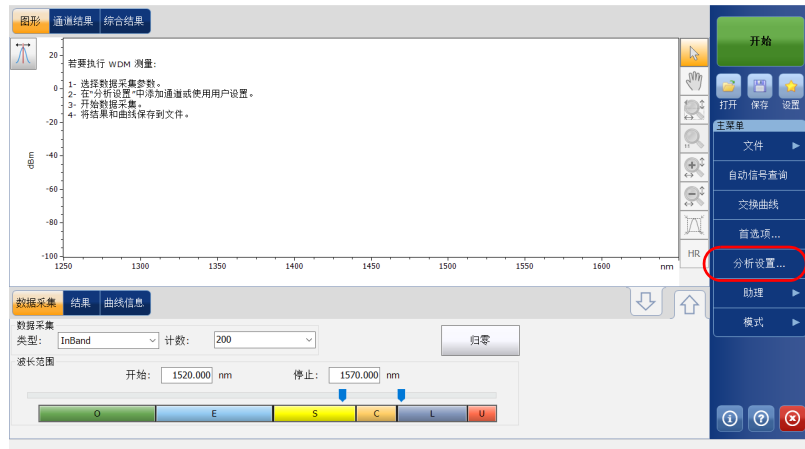 图形 通道结果 综合结果
若要执行 WDM 测量:
1- 选择数据采集参数。
2- 在"分析设置"中添加通道或使用用户设置。
3- 开始数据采集。
4- 将结果和曲线保存到文件。
dBm
20
0
-20
-40
-60
-80
-100
1250 1300 1350 1400 1450 1500 1550 1600 nm
HR
数据采集 结果 曲线信息
数据采集
类型: InBand 计数: 200 归零
波长范围
开始: 1520.000 nm 停止: 1570.000 nm
O E S C L U
开始
打开 保存 设置
主菜单
文件
自动信号查询
交换曲线
首选项...
分析设置...
助理
模式